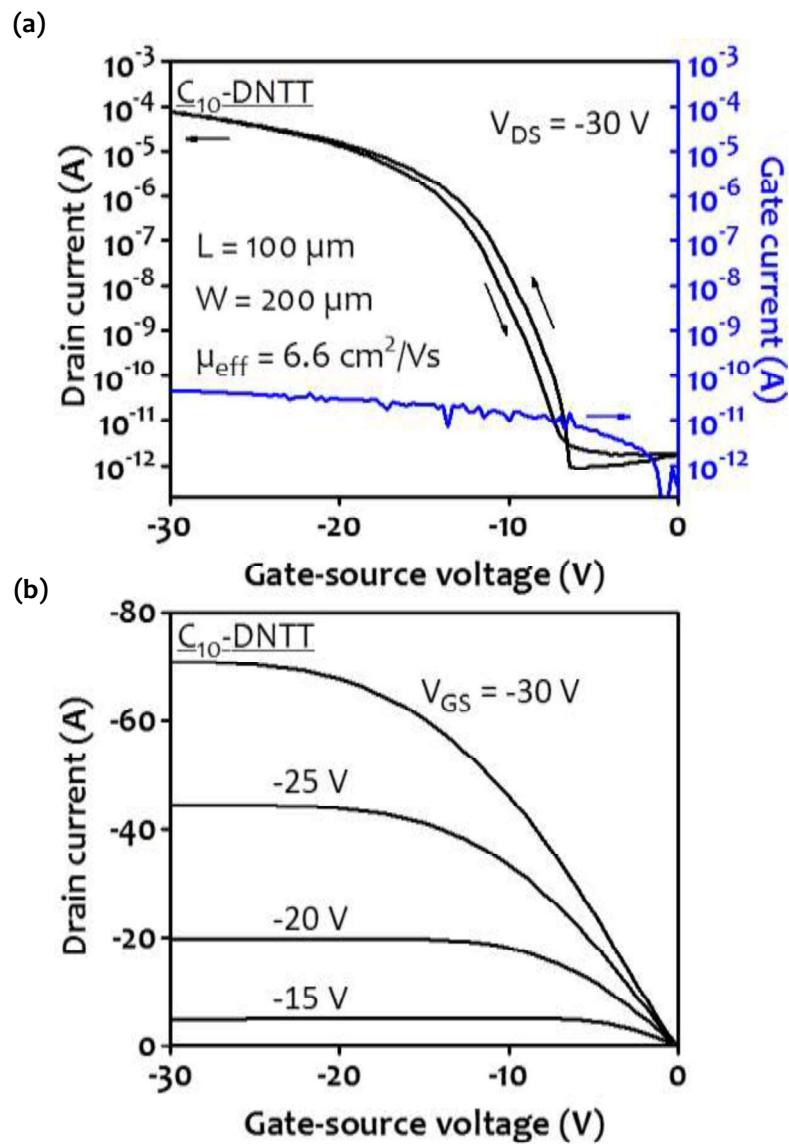 (a)
C₁₀-DNTT
V_DS = -30 V
L = 100 µm
W = 200 µm
µ_eff = 6.6 cm²/Vs
Drain current (A)
10⁻³
10⁻⁴
10⁻⁵
10⁻⁶
10⁻⁷
10⁻⁸
10⁻⁹
10⁻¹⁰
10⁻¹¹
10⁻¹²
Gate current (A)
10⁻³
10⁻⁴
10⁻⁵
10⁻⁶
10⁻⁷
10⁻⁸
10⁻⁹
10⁻¹⁰
10⁻¹¹
10⁻¹²
-30 -20 -10 0
Gate-source voltage (V)
(b)
C₁₀-DNTT
V_GS = -30 V
-25 V
-20 V
-15 V
Drain current (A)
-80
-60
-40
-20
0
-30 -20 -10 0
Gate-source voltage (V)